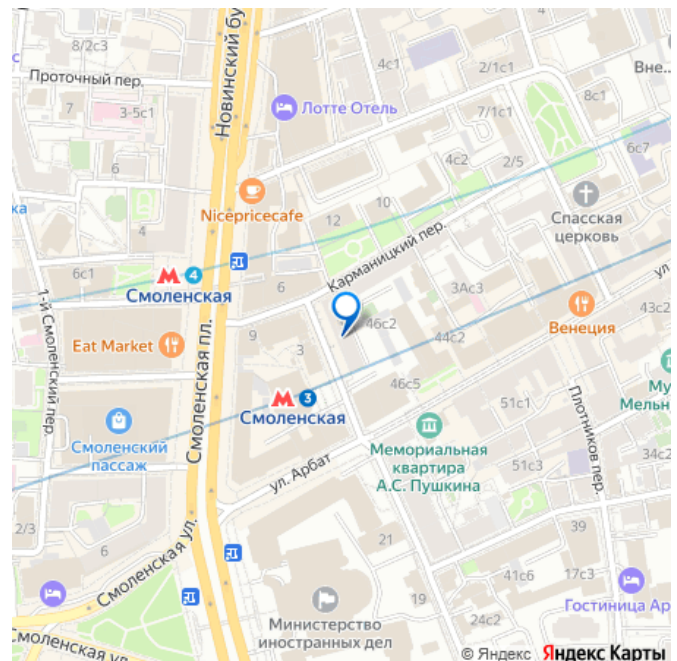 8/2с3
Проточный пер.
7
3-5с1
Новинский бу
4с1
2/1с1
Вне...
8с1
Лотте Отель
7/1с1
6
4с2
2/5
6с7
ка
Nicepricecafe
4
12
10
Спасская
церковь
Карманицкий пер.
6с1
4
Смоленская
6
3Ас3
ул
1-й Смоленский пер.
Eat Market
9
3
46с2
44с2
Венеция
43с2
Смоленская пл.
3
Смоленская
46с5
51с1
Му
Мельн
Смоленский
пассаж
Мемориальная
квартира
А.С. Пушкина
Плотников пер.
ул. Арбат
51с3
34с2
2/3
6
Смоленская ул.
21
39
41с6
17с3
Гостиница Ар
19
24с2
Министерство
иностранных дел
Смоленская ул.
© Яндекс Яндекс Карты